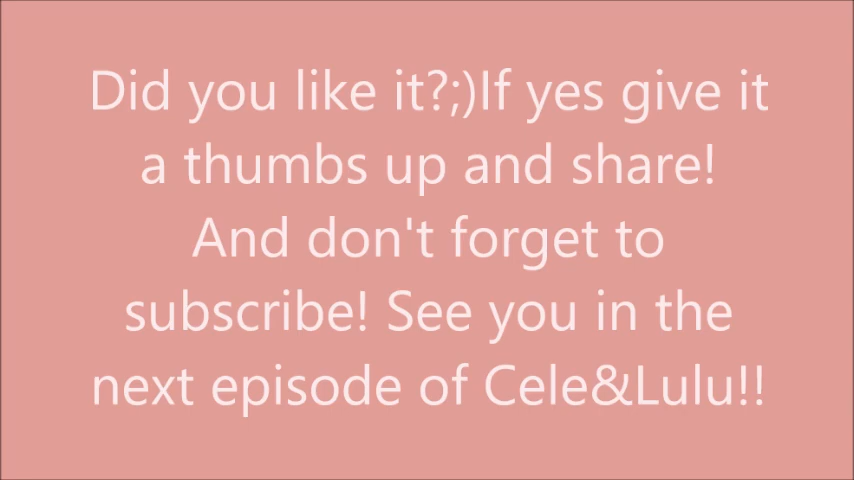 Did you like it?;)If yes give it
a thumbs up and share!
And don't forget to
subscribe! See you in the
next episode of Cele&Lulu!!